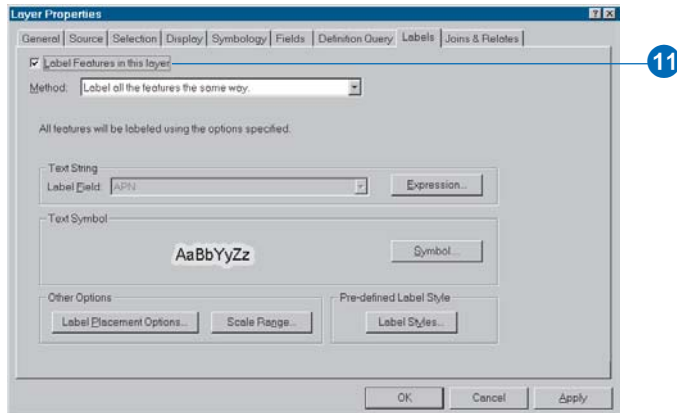 Layer Properties
General Source Selection Display Symbology Fields Definition Query Labels Joins & Relates
Label Features in this layer
11
Method: Label all the features the same way.
All features will be labeled using the options specified.
Text String
Label Field: APN
Expression...
Text Symbol
AaBbYyZz
Symbol...
Other Options
Pre-defined Label Style
Label Placement Options...
Scale Range...
Label Styles...
OK
Cancel
Apply